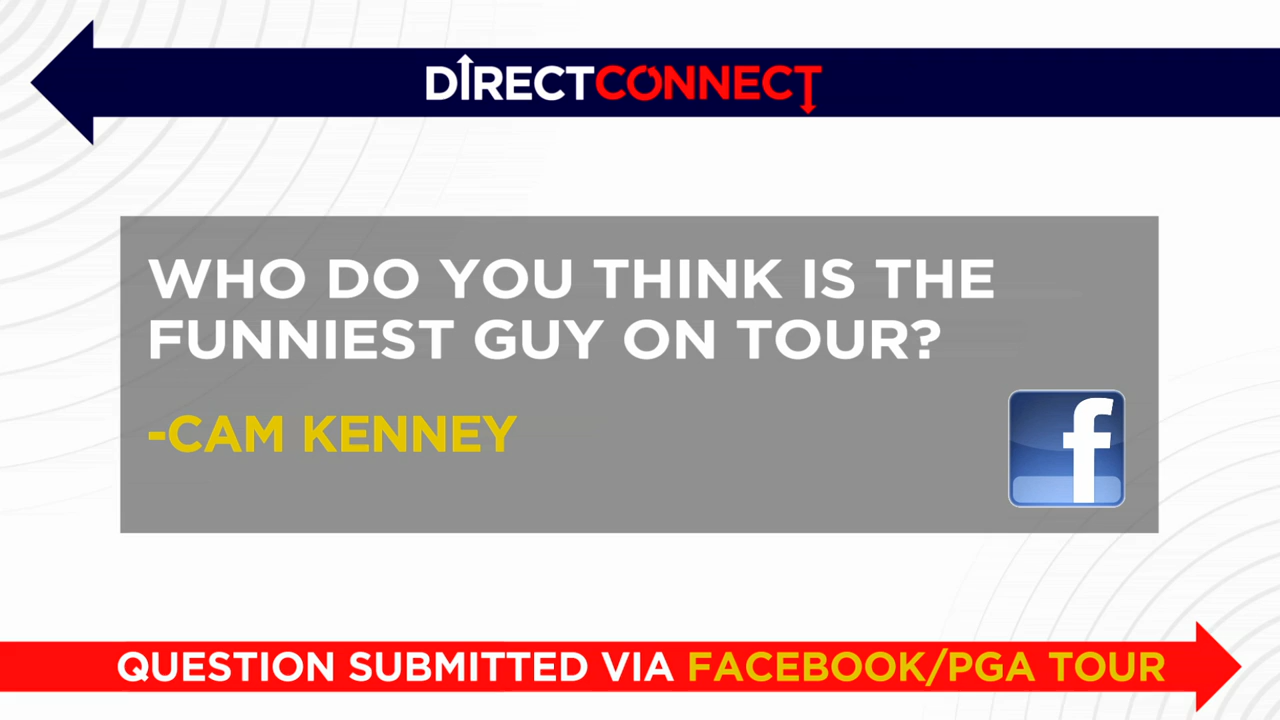 DIRECTCONNECT
WHO DO YOU THINK IS THE
FUNNIEST GUY ON TOUR?
-CAM KENNEY
f
QUESTION SUBMITTED VIA FACEBOOK/PGA TOUR